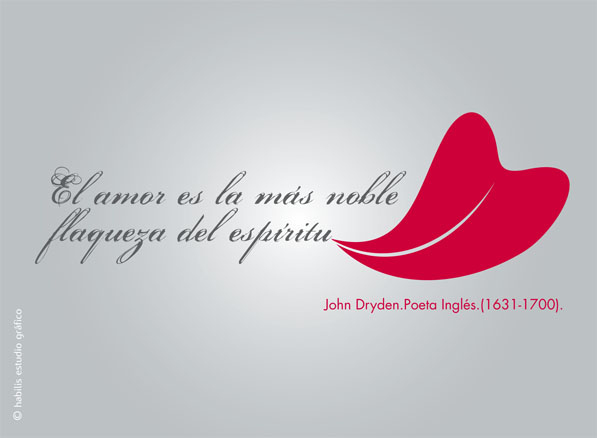 El amor es la más noble
flaqueza del espíritu
John Dryden.Poeta Inglés.(1631-1700).
© habilis estudio gráfico